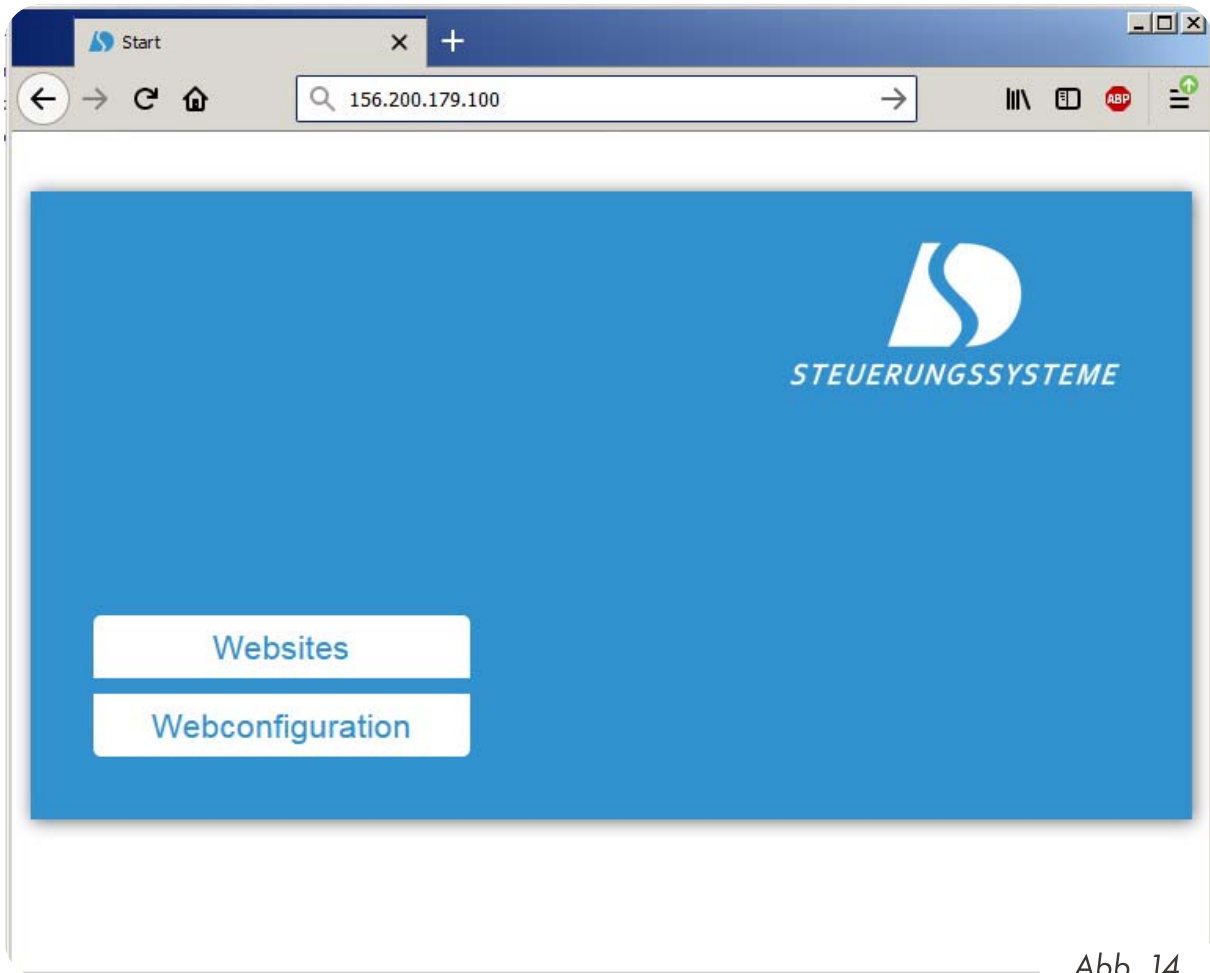 Start
156.200.179.100
ABP
STEUERUNGSSYSTEME
Websites
Webconfiguration
Abb. 14